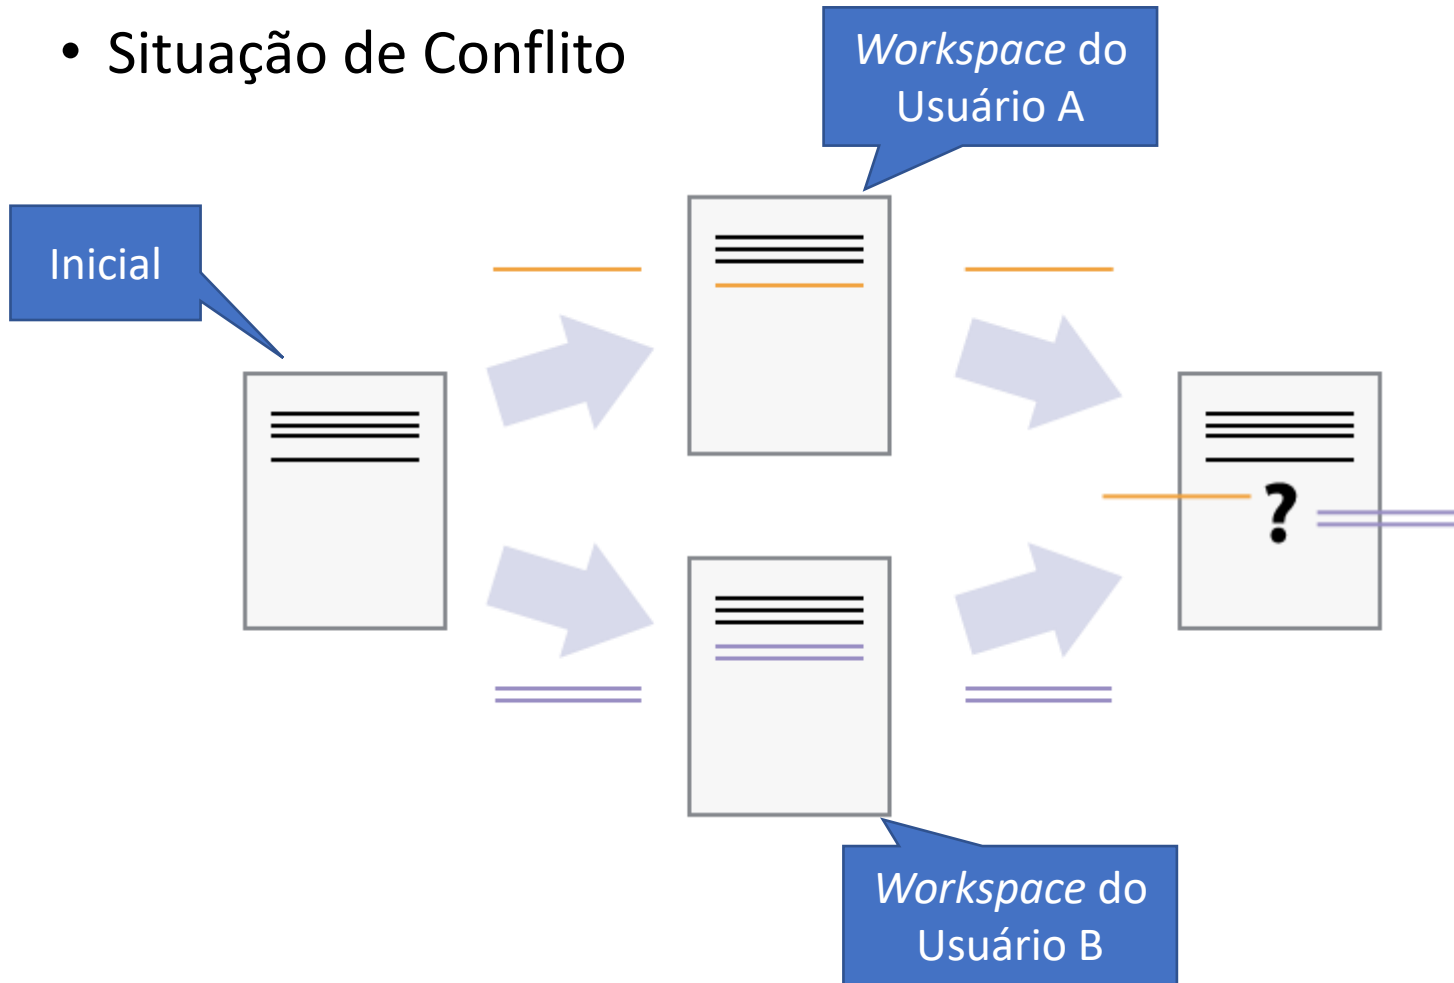 • Situação de Conflito
Workspace do
Usuário A
Inicial
?
Workspace do
Usuário B